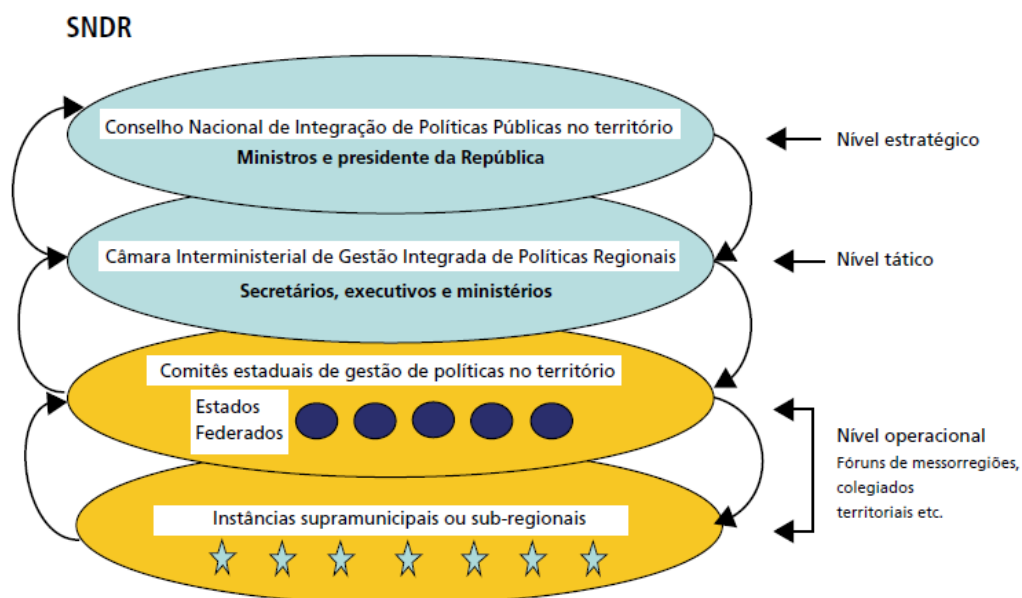 SNDR
Conselho Nacional de Integração de Políticas Públicas no território
Ministros e presidente da República
Nível estratégico
Câmara Interministerial de Gestão Integrada de Políticas Regionais
Secretários, executivos e ministérios
Nível tático
Comitês estaduais de gestão de políticas no território
Estados
Federados
Nível operacional
Fóruns de messorregiões,
colegiados
territoriais etc.
Instâncias supramunicipais ou sub-regionais